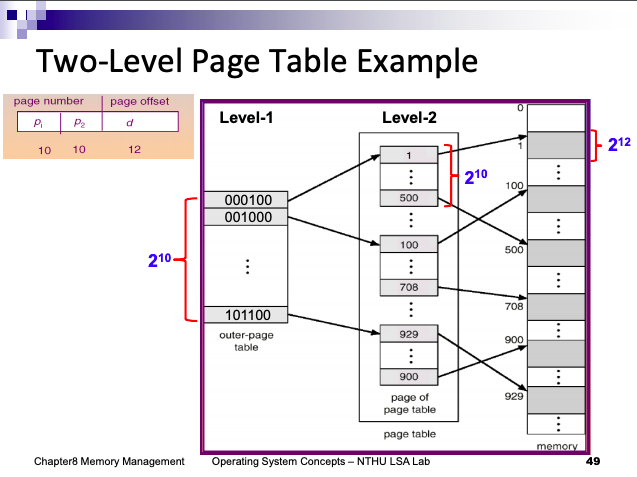 Two-Level Page Table Example
page number page offset
p1 p2 d
10 10 12
Level-1
000100
001000
⋮
101100
outer-page
table
2^10
Level-2
1
⋮
500
⋮
100
⋮
708
⋮
929
⋮
900
page of
page table
page table
2^10
0
1
⋮
100
⋮
500
⋮
708
⋮
900
⋮
929
⋮
memory
2^12
Chapter8 Memory Management Operating System Concepts – NTHU LSA Lab 49